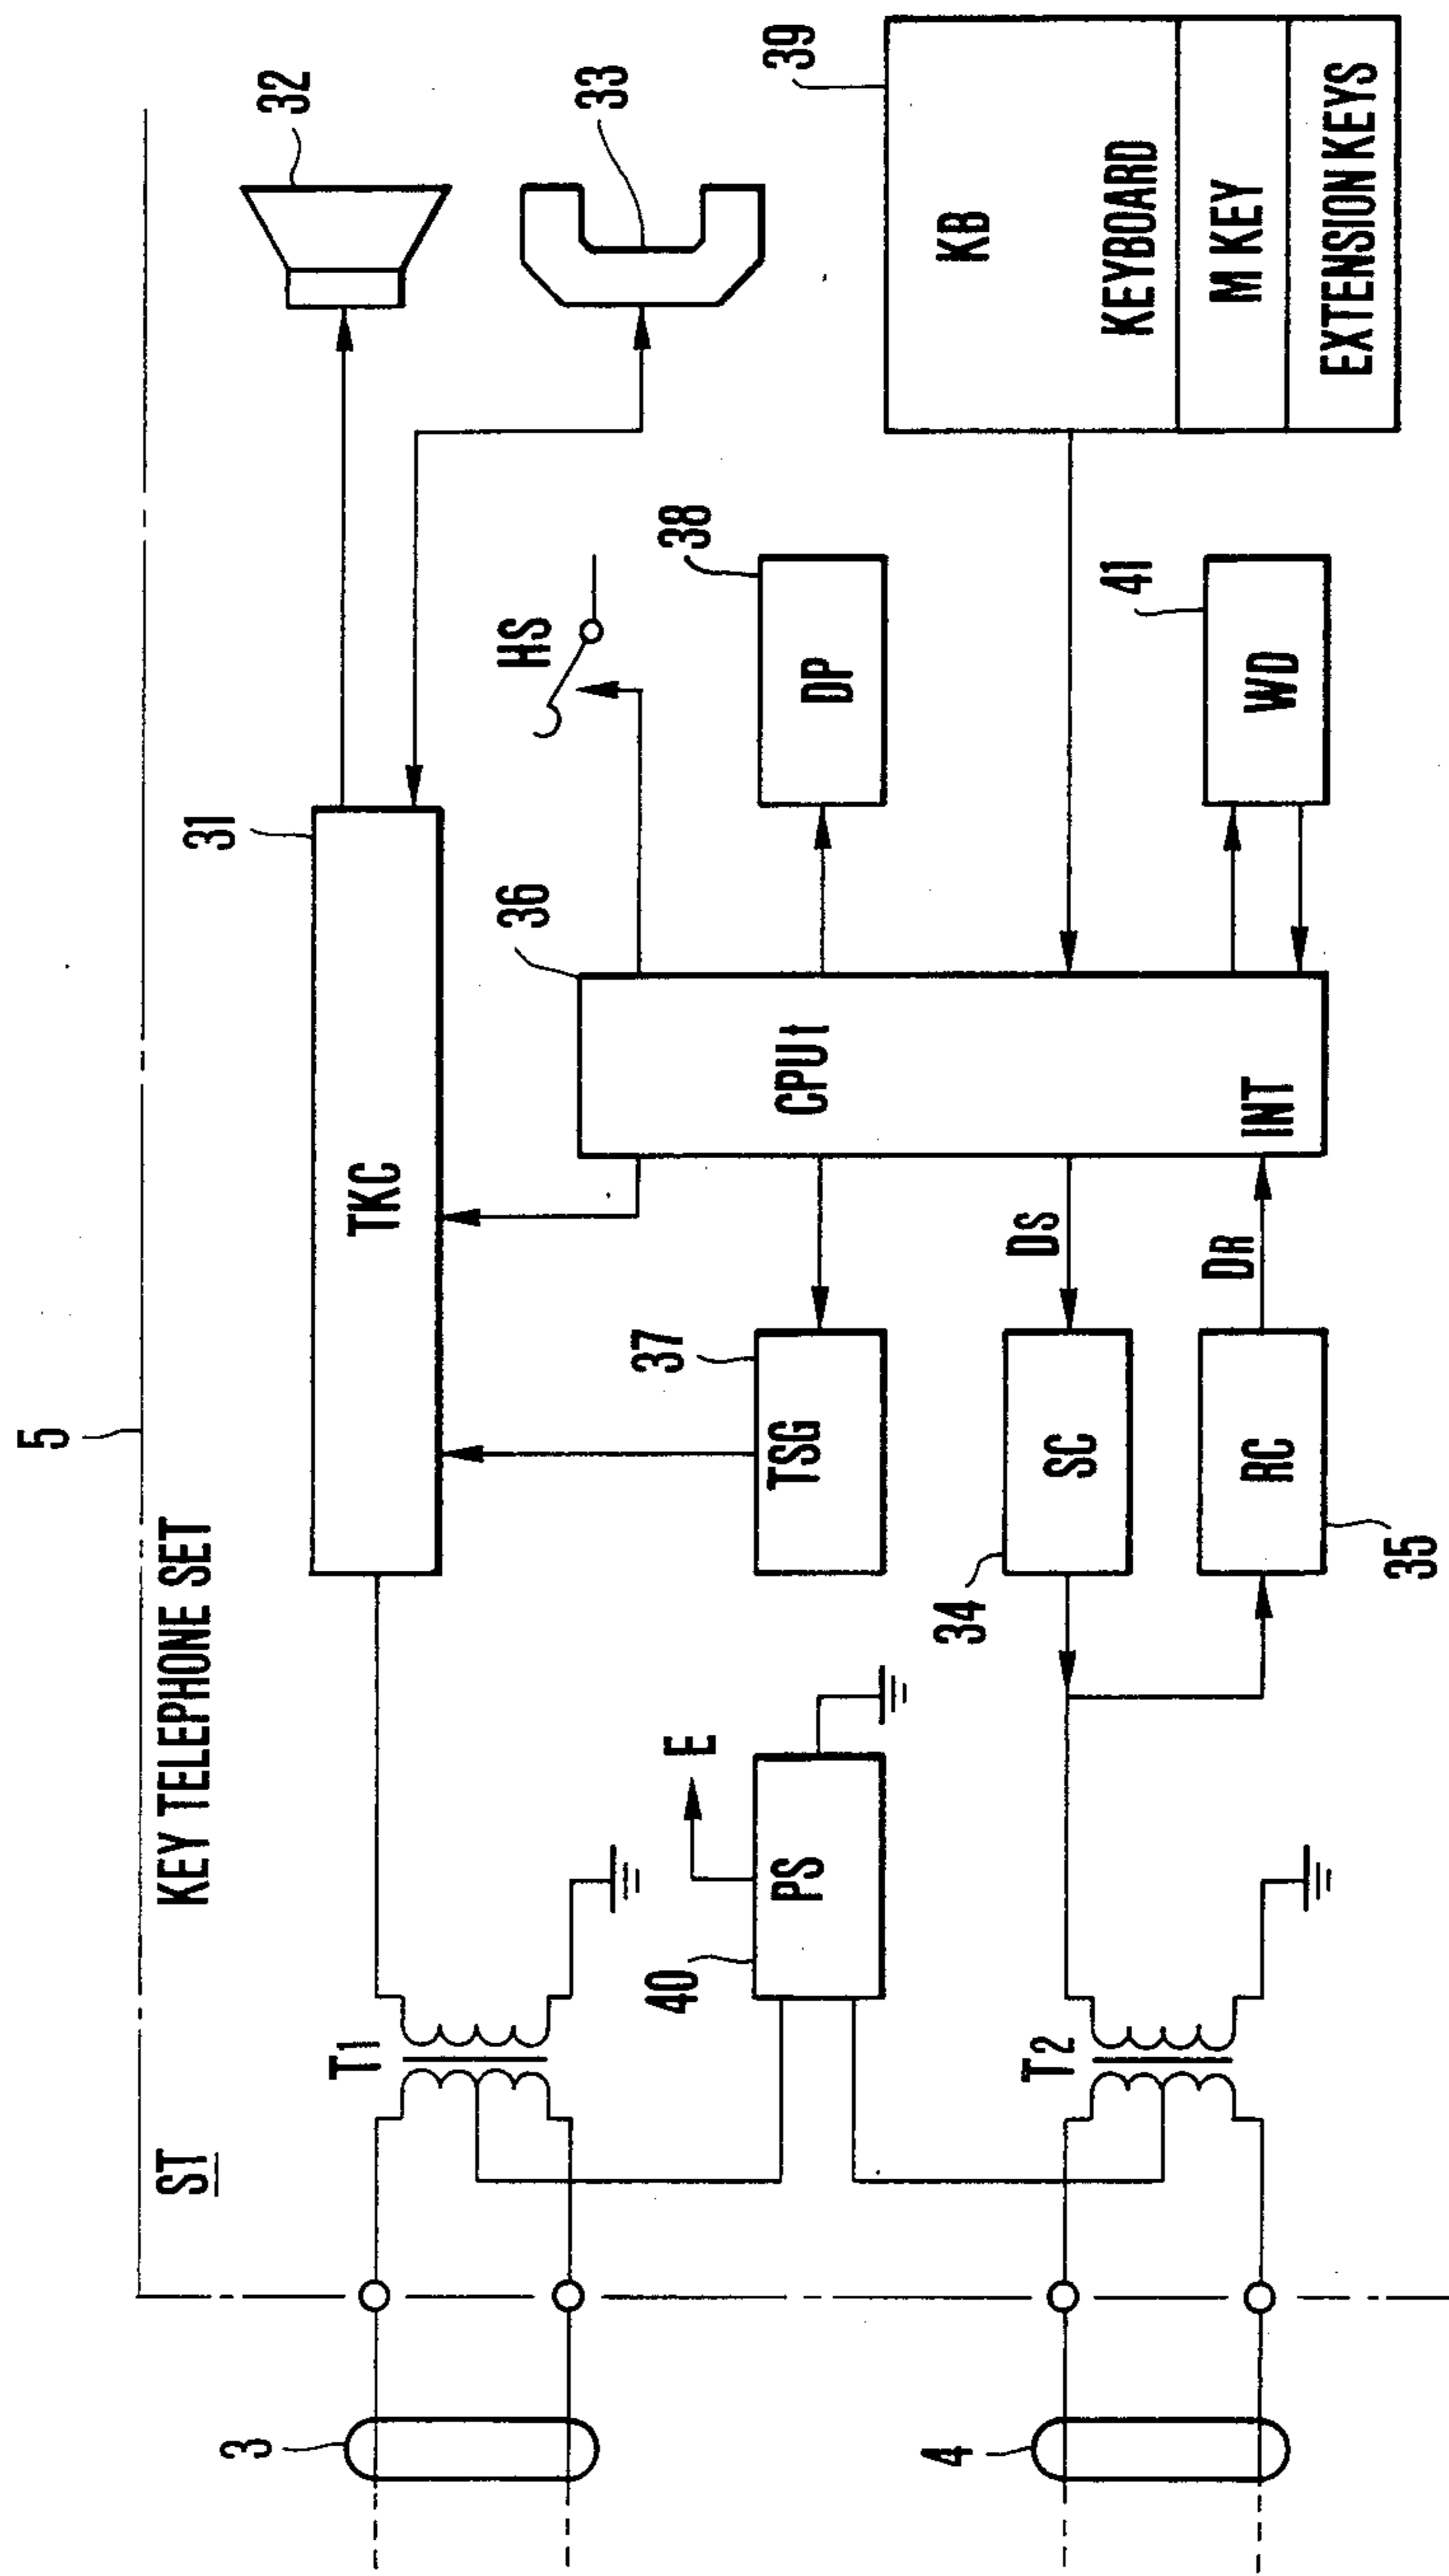 5
KEY TELEPHONE SET
ST
3
4
T1
T2
31
TKC
32
33
HS
36
CPUt
INT
37
TSG
38
DP
39
KB
KEYBOARD
M KEY
EXTENSION KEYS
40
PS
E
34
SC
DS
35
RC
DR
41
WD